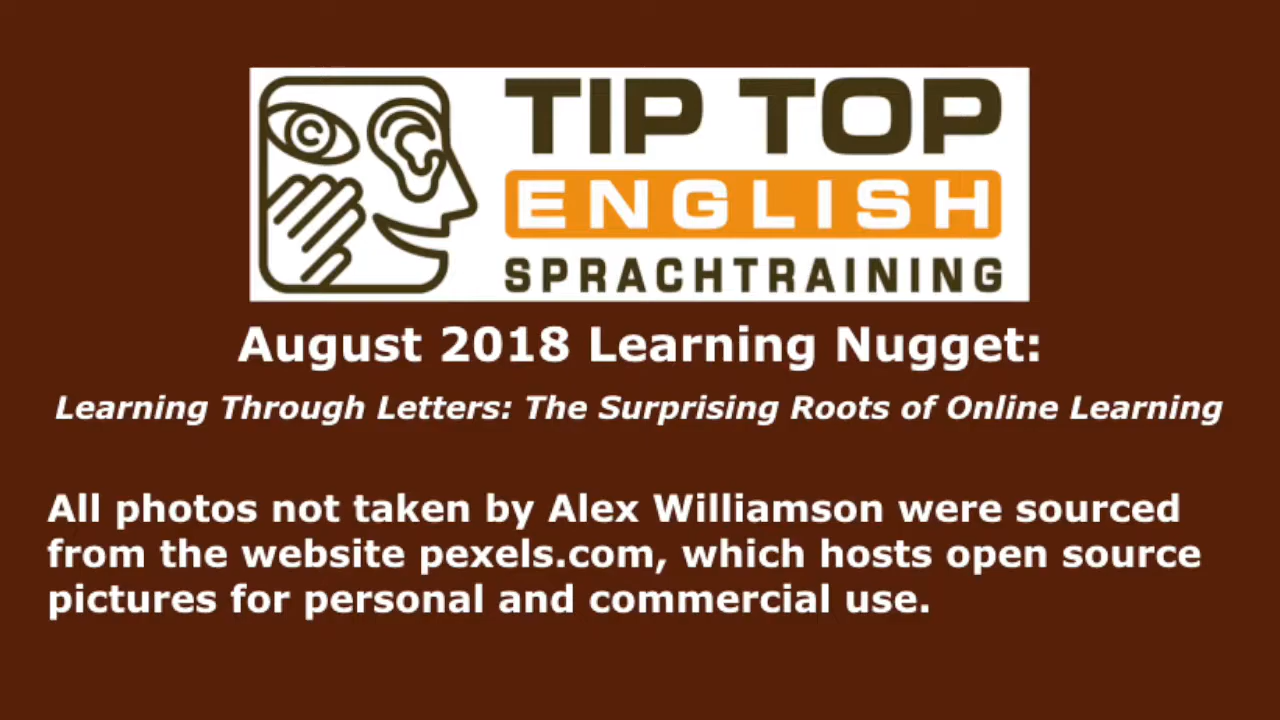 TIP TOP
ENGLISH
SPRACHTRAINING
August 2018 Learning Nugget:
Learning Through Letters: The Surprising Roots of Online Learning
All photos not taken by Alex Williamson were sourced
from the website pexels.com, which hosts open source
pictures for personal and commercial use.